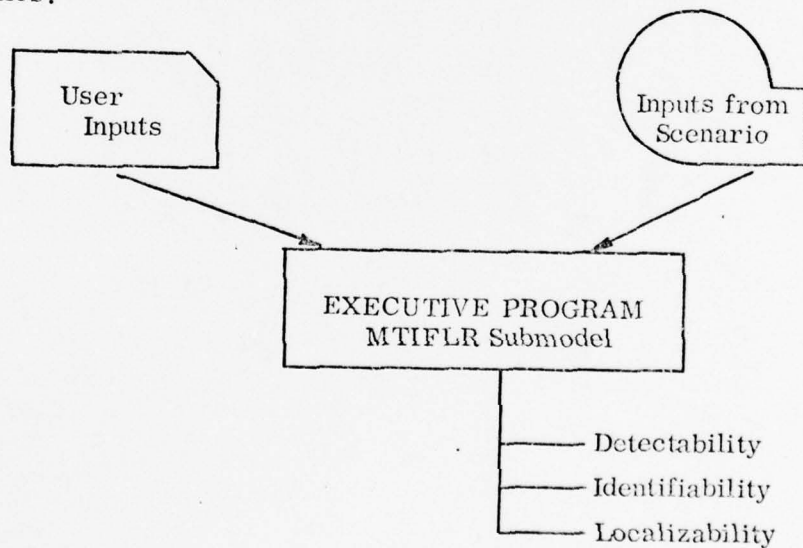 User
Inputs
Inputs from
Scenario
EXECUTIVE PROGRAM
MTIFLR Submodel
Detectability
Identifiability
Localizability